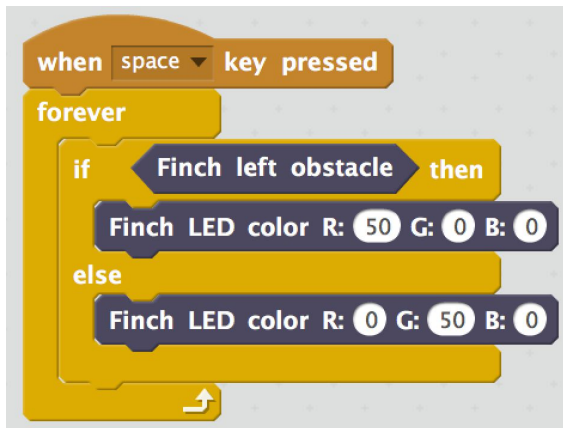 when space key pressed
forever
if Finch left obstacle then
Finch LED color R: 50 G: 0 B: 0
else
Finch LED color R: 0 G: 50 B: 0